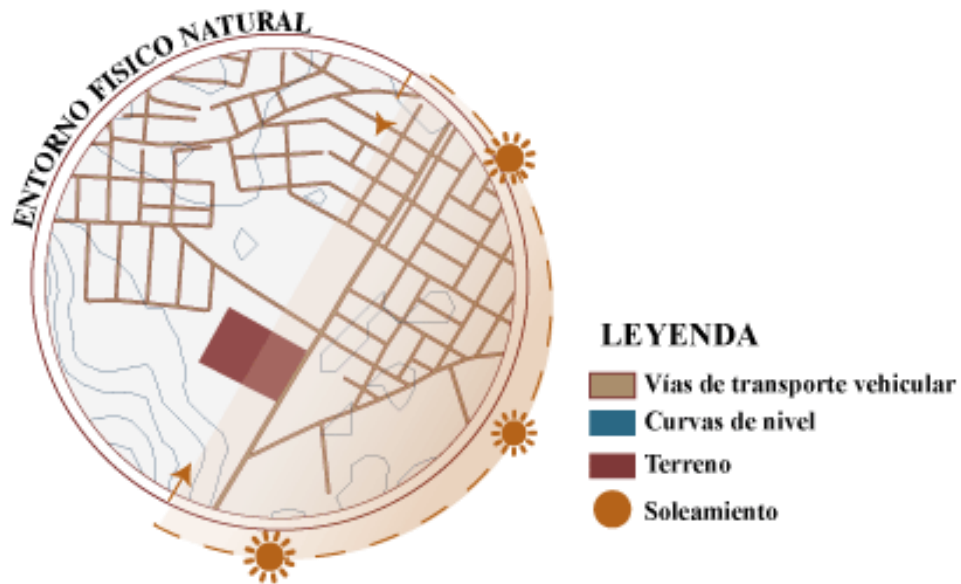 ENTORNO FISICO NATURAL
LEYENDA
Vías de transporte vehicular
Curvas de nivel
Terreno
Soleamiento